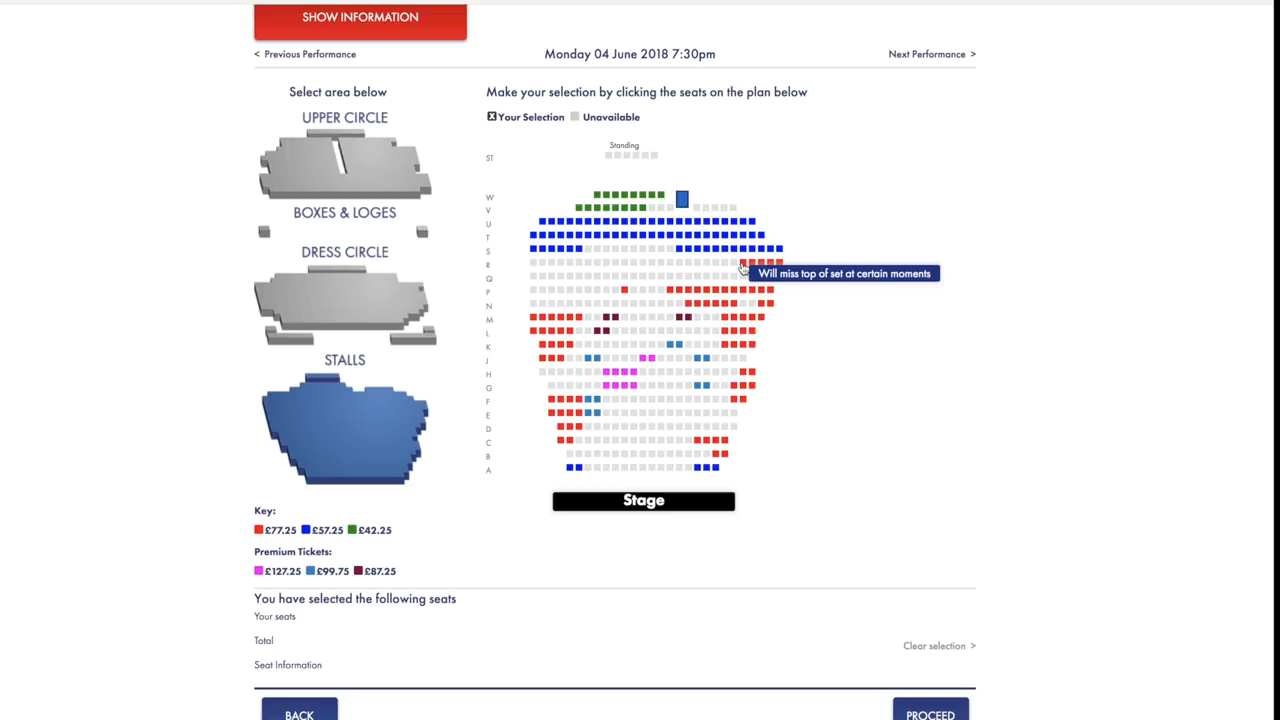 SHOW INFORMATION
< Previous Performance
Monday 04 June 2018 7:30pm
Next Performance >
Select area below
Make your selection by clicking the seats on the plan below
UPPER CIRCLE
X Your Selection
Unavailable
Standing
ST
W
V
BOXES & LOGES
U
T
DRESS CIRCLE
S
R
Will miss top of set at certain moments
Q
P
N
M
L
K
STALLS
J
H
G
F
E
D
C
B
A
Stage
Key:
£77.25 £57.25 £42.25
Premium Tickets:
£127.25 £99.75 £87.25
You have selected the following seats
Your seats
Total
Clear selection >
Seat Information
BACK
PROCEED